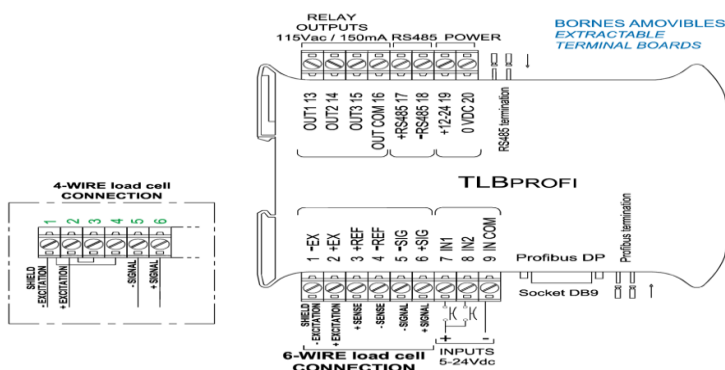 RELAY
OUTPUTS
115Vac / 150mA RS485 POWER
BORNES AMOVIBLES
EXTRACTABLE
TERMINAL BOARDS
OUT1 13
OUT2 14
OUT3 15
OUT COM 16
+RS485 17
-RS485 18
+12-24 19
0 VDC 20
RS485 termination
TLBPROFI
4-WIRE load cell
CONNECTION
1 2 3 4 5 6
SHIELD
- EXCITATION
+ EXCITATION
- SIGNAL
+ SIGNAL
1 -EX
2 +EX
3 +REF
4 -REF
5 -SIG
6 +SIG
7 IN1
8 IN2
9 IN COM
Profibus DP
Profibus termination
Socket DB9
SHIELD
- EXCITATION
+ EXCITATION
+ SENSE
- SENSE
- SIGNAL
+ SIGNAL
+ -
6-WIRE load cell
CONNECTION
INPUTS
5-24Vdc